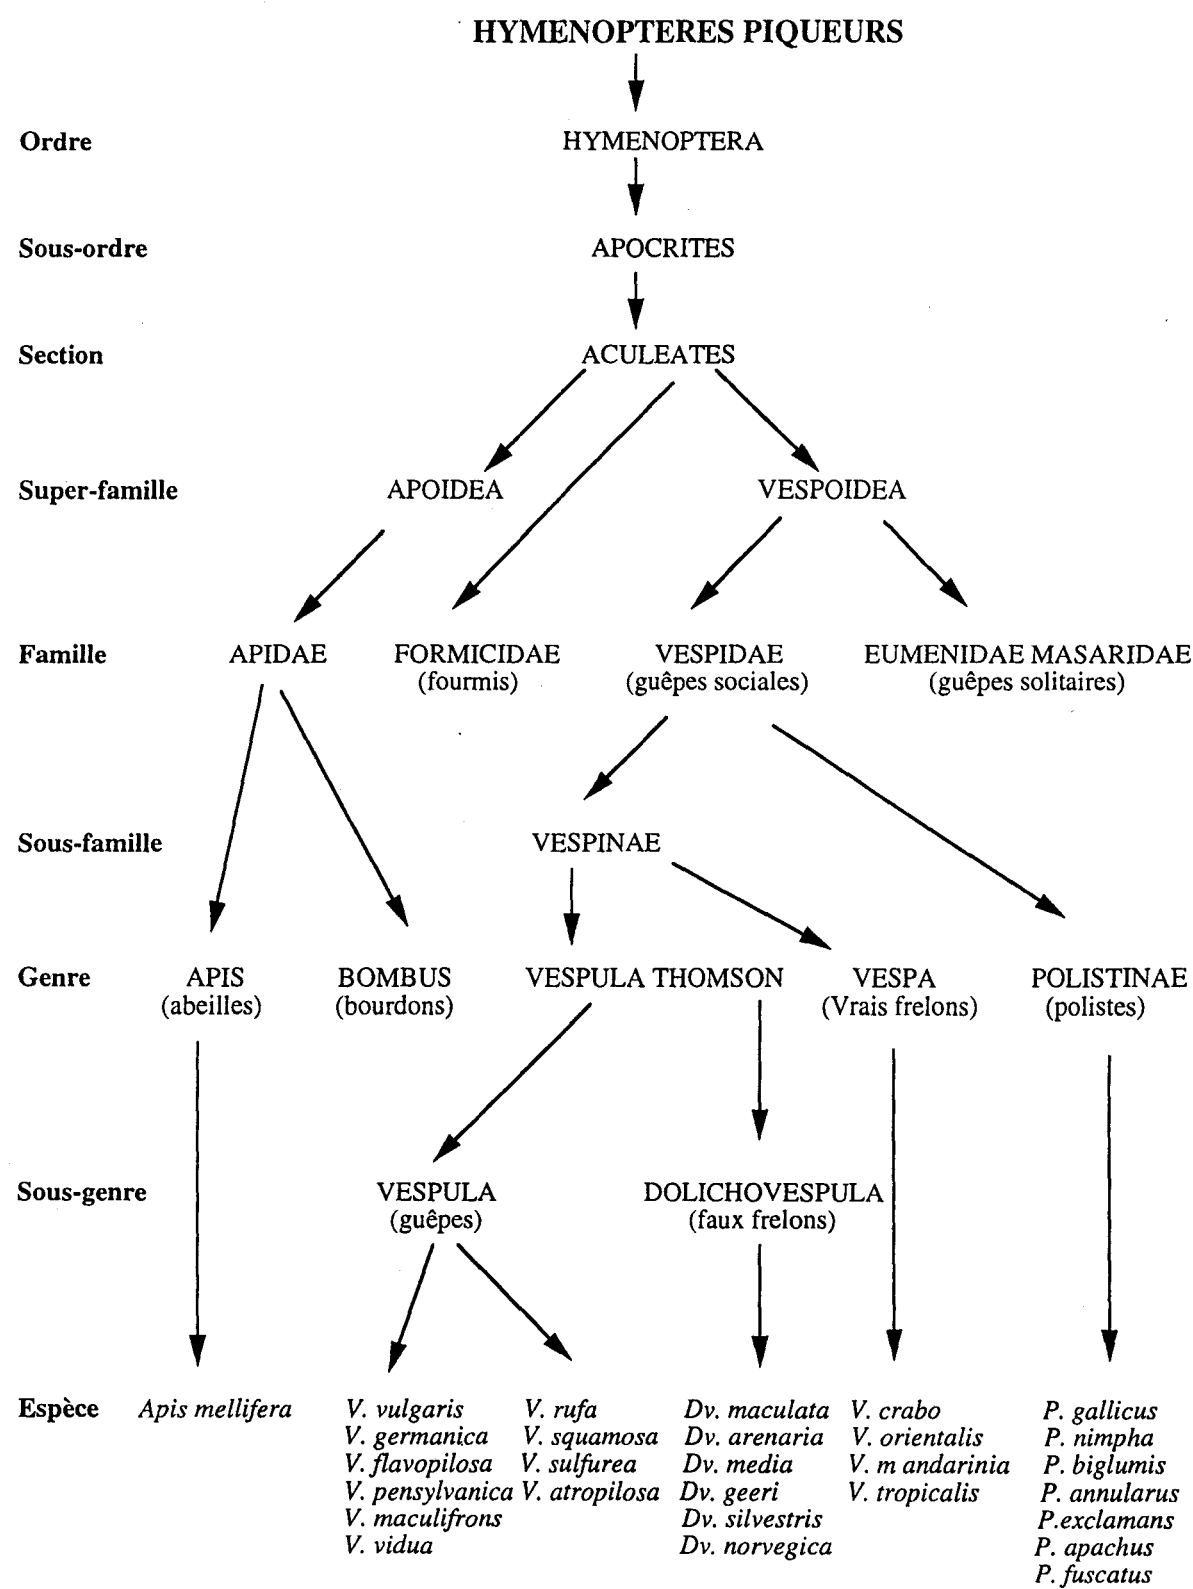 HYMENOPTERES PIQUEURS
Ordre HYMENOPTERA
Sous-ordre APOCRITES
Section ACULEATES
Super-famille APOIDEA VESPOIDEA
Famille APIDAE FORMICIDAE VESPIDAE EUMENIDAE MASARIDAE
(fourmis) (guêpes sociales) (guêpes solitaires)
Sous-famille VESPINAE
Genre APIS BOMBUS VESPULA THOMSON VESPA POLISTINAE
(abeilles) (bourdons) (Vrais frelons) (polistes)
Sous-genre VESPULA DOLICHOVESPULA
(guêpes) (faux frelons)
Espèce Apis mellifera V. vulgaris V. rufa Dv. maculata V. crabo P. gallicus
V. germanica V. squamosa Dv. arenaria V. orientalis P. nimpha
V. flavopilosa V. sulfurea Dv. media V. m andarinia P. biglumis
V. pensylvanica V. atropilosa Dv. geeri V. tropicalis P. annularus
V. maculifrons Dv. silvestris P.exclamans
V. vidua Dv. norvegica P. apachus
P. fuscatus